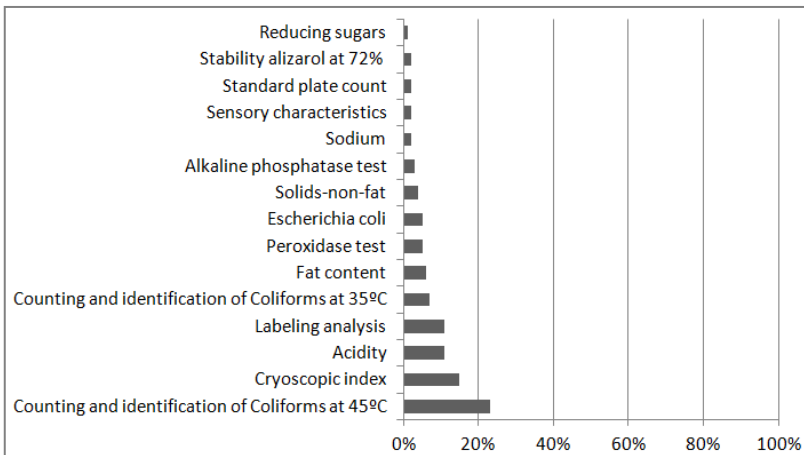 Reducing sugars
Stability alizarol at 72%
Standard plate count
Sensory characteristics
Sodium
Alkaline phosphatase test
Solids-non-fat
Escherichia coli
Peroxidase test
Fat content
Counting and identification of Coliforms at 35ºC
Labeling analysis
Acidity
Cryoscopic index
Counting and identification of Coliforms at 45ºC
0% 20% 40% 60% 80% 100%